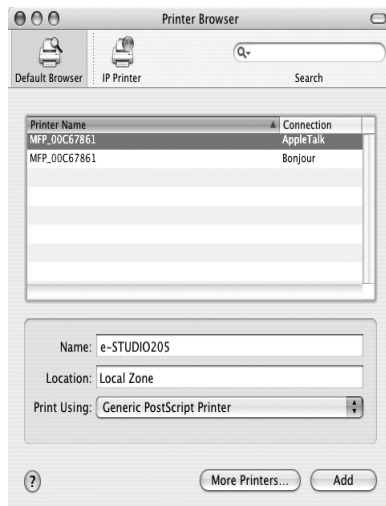 Printer Browser
Default Browser IP Printer Search
Printer Name Connection
MFP_00C67861 AppleTalk
MFP_00C67861 Bonjour
Name: e-STUDIO205
Location: Local Zone
Print Using: Generic PostScript Printer
? More Printers... Add